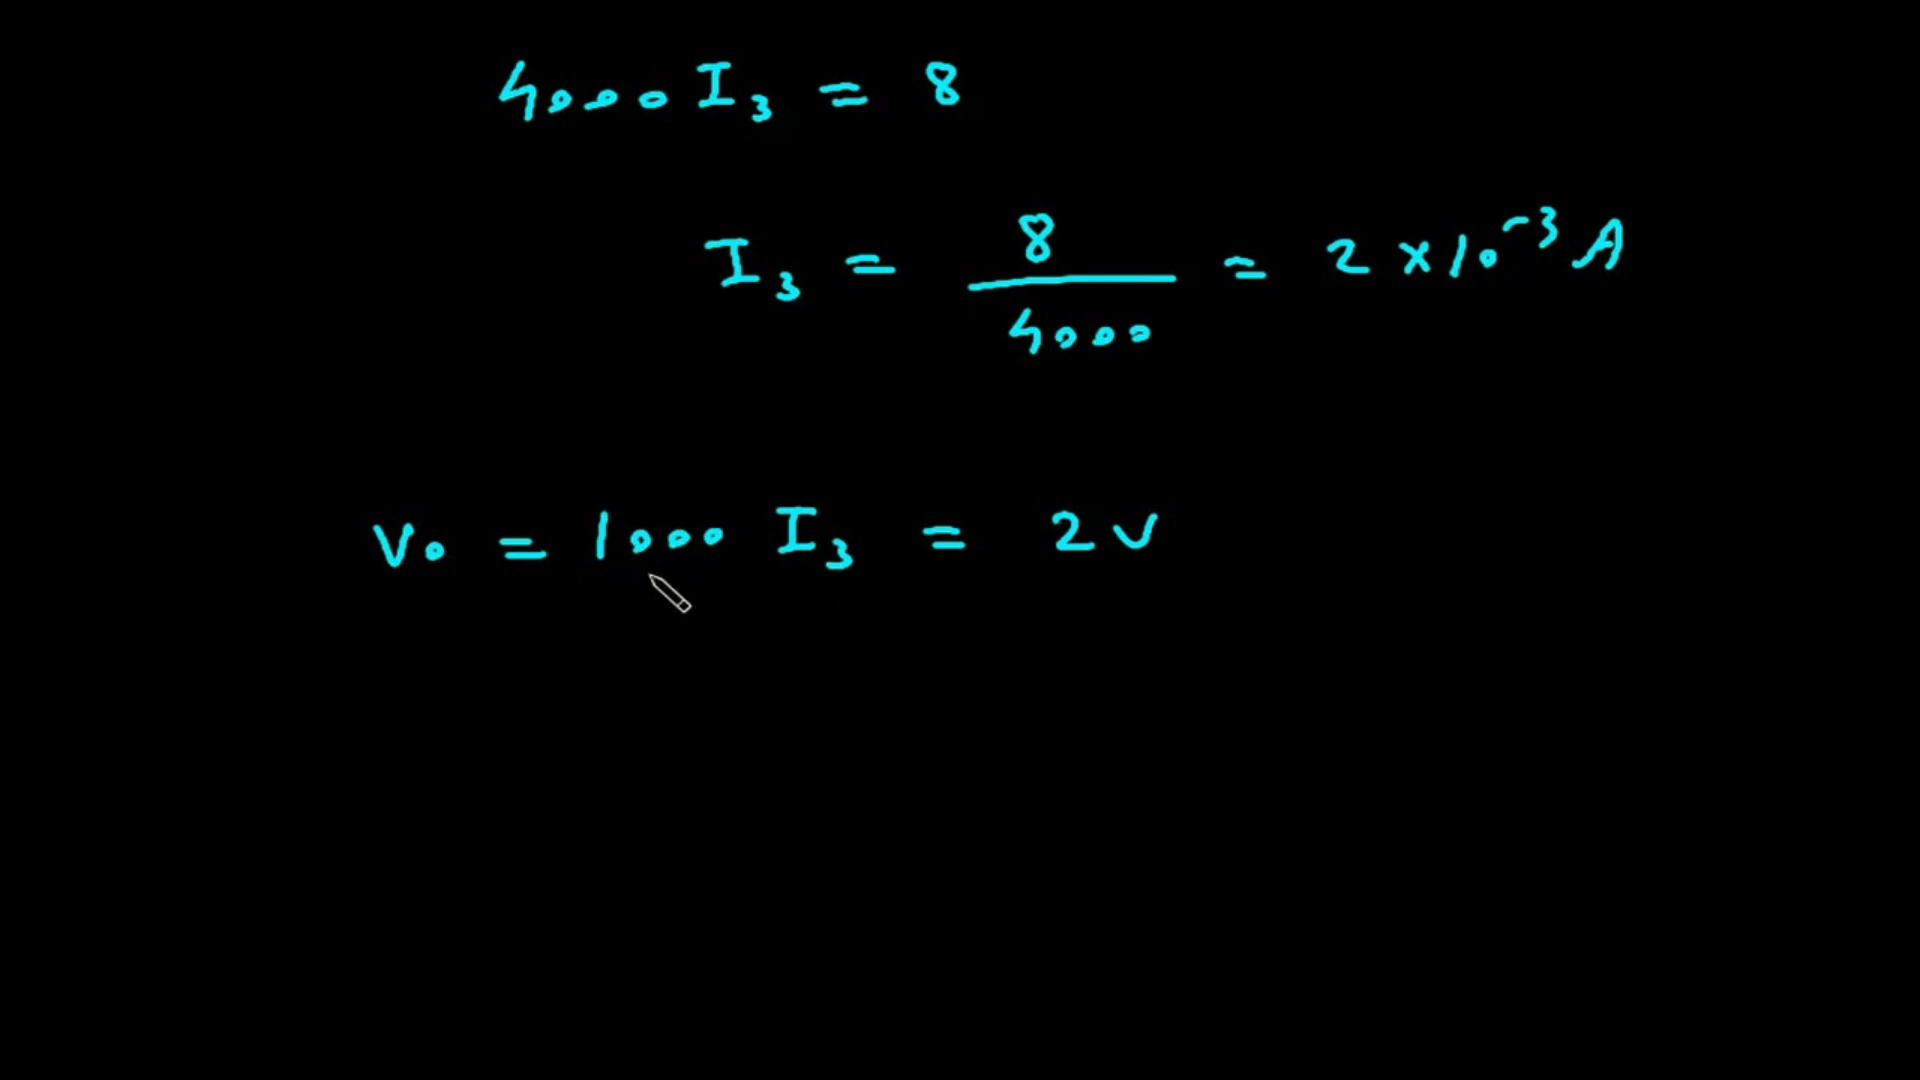 4000 I₃ = 8
I₃ = 8/4000 = 2 × 10⁻³ A
V₀ = 1000 I₃ = 2 V